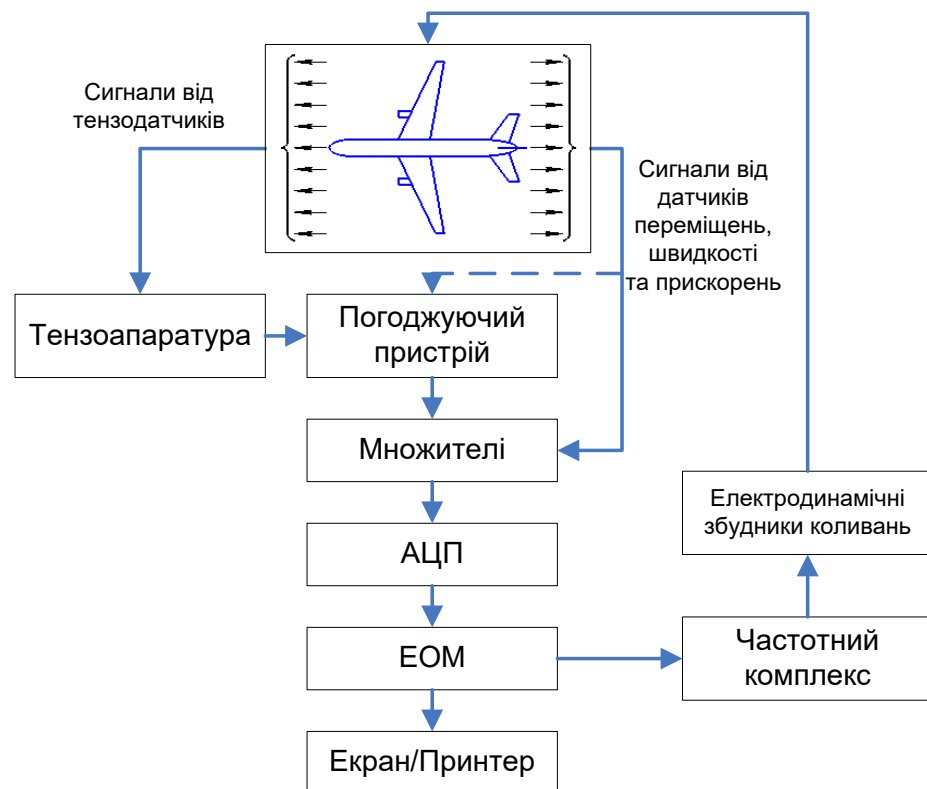 Сигнали від
тензодатчиків
Сигнали від
датчиків
переміщень,
швидкості
та прискорень
Тензоапаратура
Погоджуючий
пристрій
Множителі
Електродинамічні
збудники коливань
АЦП
ЕОМ
Частотний
комплекс
Екран/Принтер